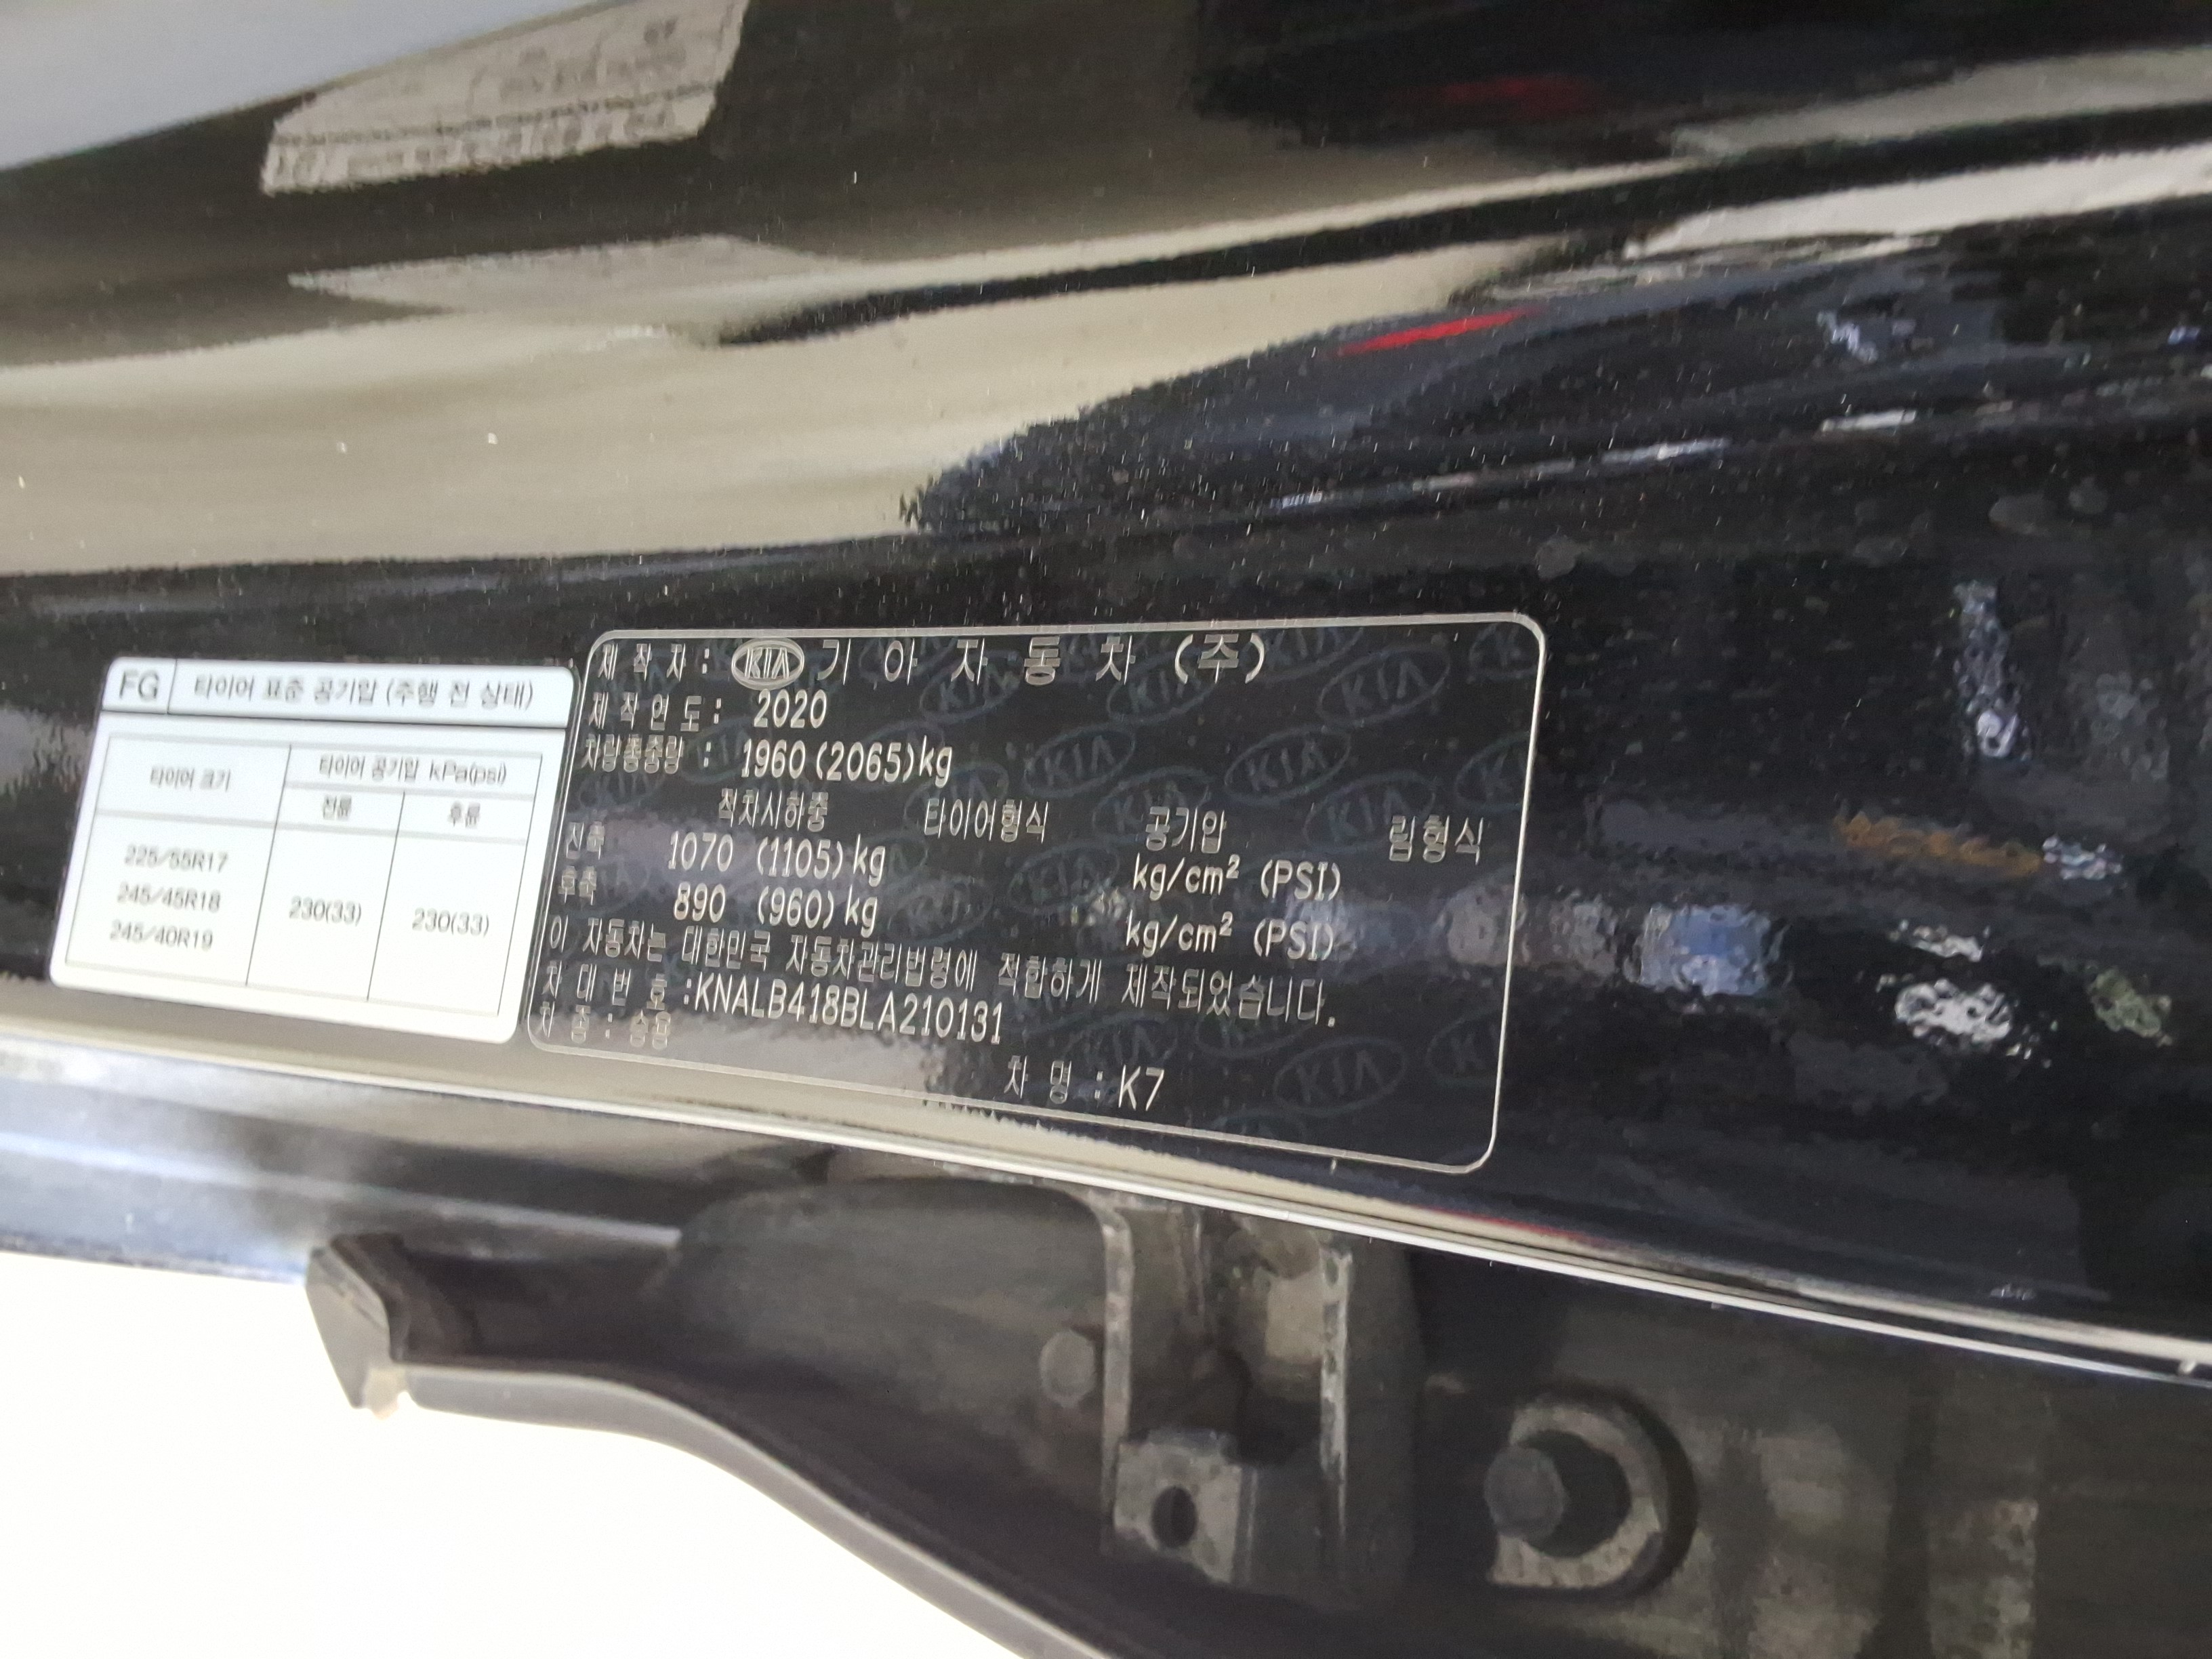 FG 타이어 표준 공기압 (주행 전 상태)
타이어 크기 타이어 공기압 kPa(psi)
전륜 후륜
225/55R17
245/45R18
245/40R19
230(33) 230(33)
제 작 자 : KIA 기 아 자 동 차 (주)
제 작 연 도 : 2020
차량총중량 : 1960 (2065)kg
적차시하중 타이어형식 공기압 림형식
전축 1070 (1105)kg kg/cm² (PSI)
후축 890 (960)kg kg/cm² (PSI)
이 자동차는 대한민국 자동차관리법령에 적합하게 제작되었습니다.
차 대 번 호 :KNALB418BLA210131
차 종 : 승용
차 명 : K7